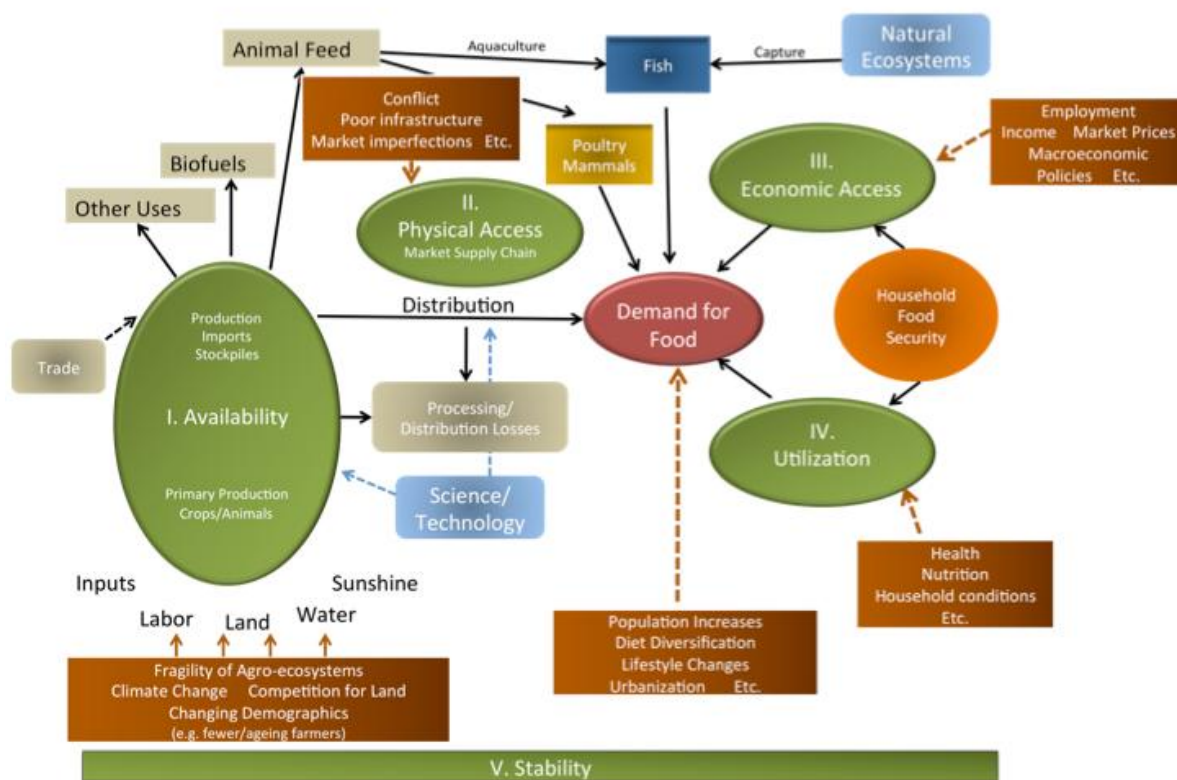 Animal Feed
Aquaculture
Fish
Capture
Natural
Ecosystems
Conflict
Poor infrastructure
Market imperfections Etc.
Poultry
Mammals
Employment
Income Market Prices
Macroeconomic
Policies Etc.
III.
Economic Access
Biofuels
Other Uses
II.
Physical Access
Market Supply Chain
Distribution
Demand for
Food
Household
Food
Security
Production
Imports
Stockpiles
Trade
I. Availability
Processing/
Distribution Losses
IV.
Utilization
Primary Production
Crops/Animals
Science/
Technology
Health
Nutrition
Household conditions
Etc.
Inputs
Sunshine
Labor
Land
Water
Population Increases
Diet Diversification
Lifestyle Changes
Urbanization Etc.
Fragility of Agro-ecosystems
Climate Change Competition for Land
Changing Demographics
(e.g. fewer/ageing farmers)
V. Stability